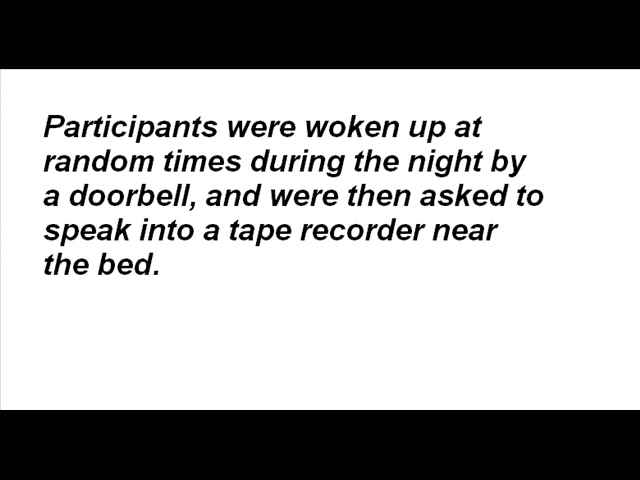 Participants were woken up at
random times during the night by
a doorbell, and were then asked to
speak into a tape recorder near
the bed.